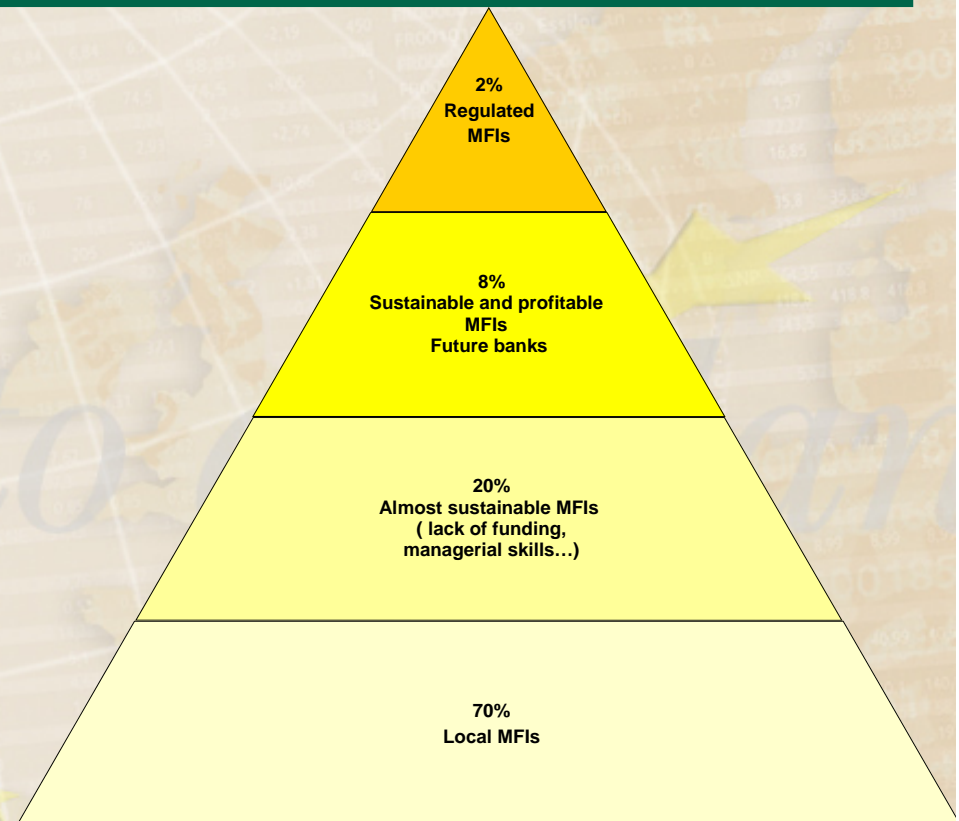 2%
Regulated
MFIs
8%
Sustainable and profitable
MFIs
Future banks
20%
Almost sustainable MFIs
( lack of funding,
managerial skills…)
70%
Local MFIs